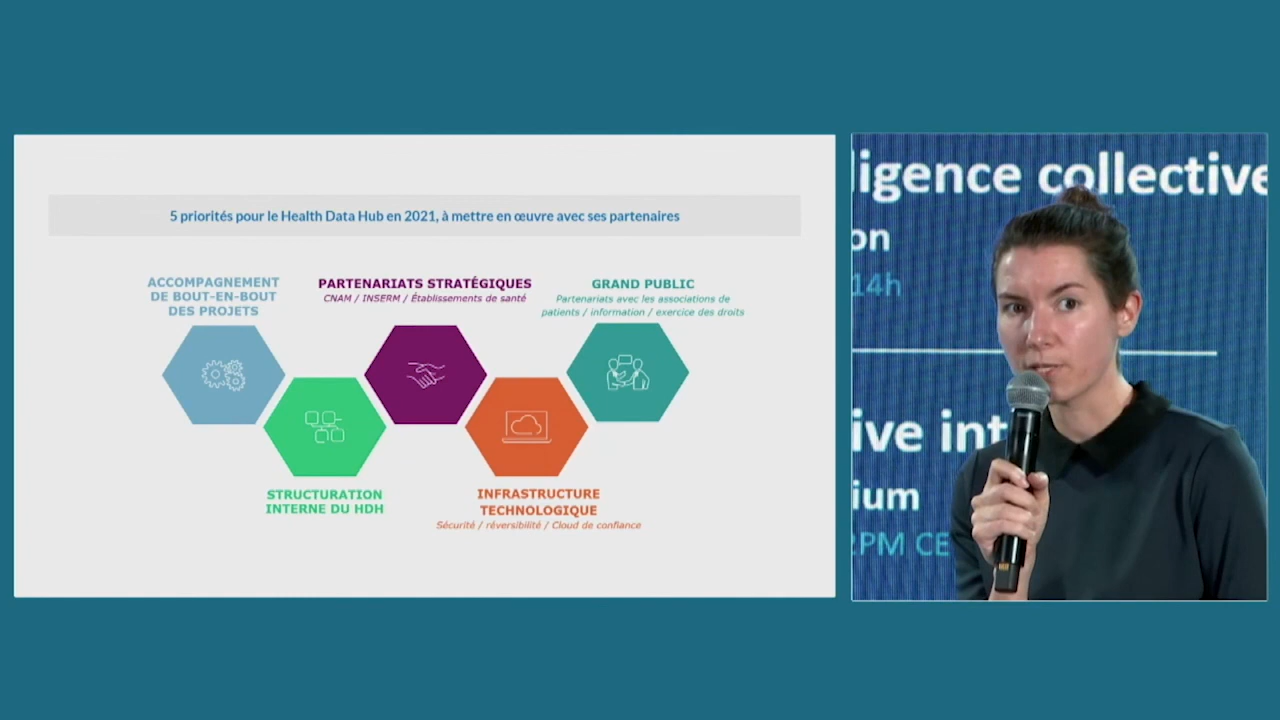 5 priorités pour le Health Data Hub en 2021, à mettre en œuvre avec ses partenaires
ACCOMPAGNEMENT
DE BOUT-EN-BOUT
DES PROJETS
PARTENARIATS STRATÉGIQUES
CNAM / INSERM / Établissements de santé
GRAND PUBLIC
Partenariats avec les associations de
patients / information / exercice des droits
STRUCTURATION
INTERNE DU HDH
INFRASTRUCTURE
TECHNOLOGIQUE
Sécurité / réversibilité / Cloud de confiance
lligence collective
on
14h
ive int
ium
2PM CE